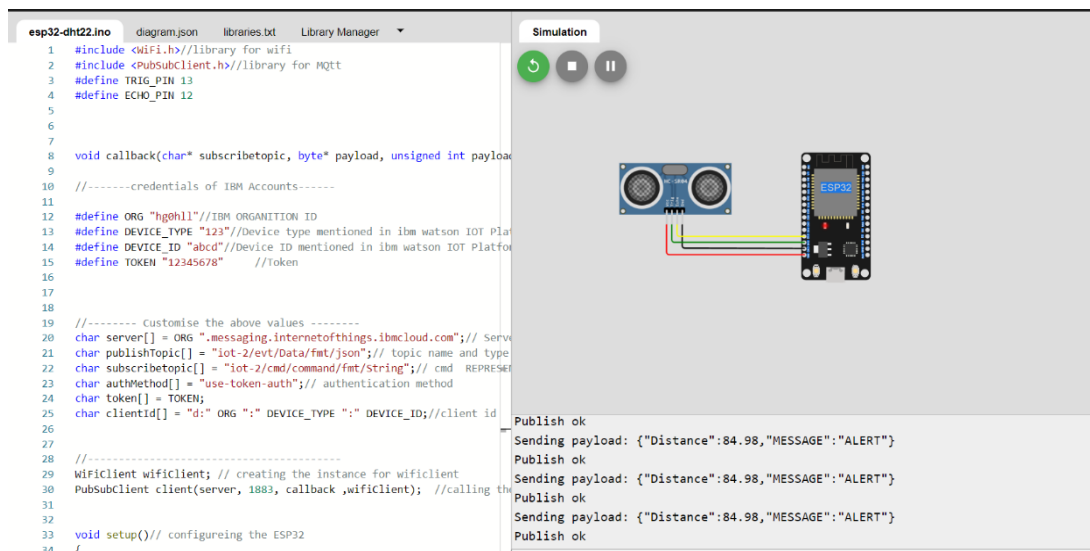 esp32-dht22.ino diagram.json libraries.txt Library Manager
1 #include <WiFi.h>//library for wifi
2 #include <PubSubClient.h>//library for MQtt
3 #define TRIG_PIN 13
4 #define ECHO_PIN 12
5
6
7
8 void callback(char* subscribetopic, byte* payload, unsigned int payloa
9
10 //-------credentials of IBM Accounts------
11
12 #define ORG "hg0hll"//IBM ORGANITION ID
13 #define DEVICE_TYPE "123"//Device type mentioned in ibm watson IOT Plat
14 #define DEVICE_ID "abcd"//Device ID mentioned in ibm watson IOT Platfor
15 #define TOKEN "12345678" //Token
16
17
18
19 //-------- Customise the above values --------
20 char server[] = ORG ".messaging.internetofthings.ibmcloud.com";// Serve
21 char publishTopic[] = "iot-2/evt/Data/fmt/json";// topic name and type
22 char subscribetopic[] = "iot-2/cmd/command/fmt/String";// cmd REPRESEN
23 char authMethod[] = "use-token-auth";// authentication method
24 char token[] = TOKEN;
25 char clientId[] = "d:" ORG ":" DEVICE_TYPE ":" DEVICE_ID;//client id
26
27
28 //-----------------------------------------
29 WiFiClient wifiClient; // creating the instance for wificlient
30 PubSubClient client(server, 1883, callback ,wifiClient); //calling the
31
32
33 void setup()// configureing the ESP32
34 {
Simulation
HC-SR04
ESP32
Publish ok
Sending payload: {"Distance":84.98,"MESSAGE":"ALERT"}
Publish ok
Sending payload: {"Distance":84.98,"MESSAGE":"ALERT"}
Publish ok
Sending payload: {"Distance":84.98,"MESSAGE":"ALERT"}
Publish ok